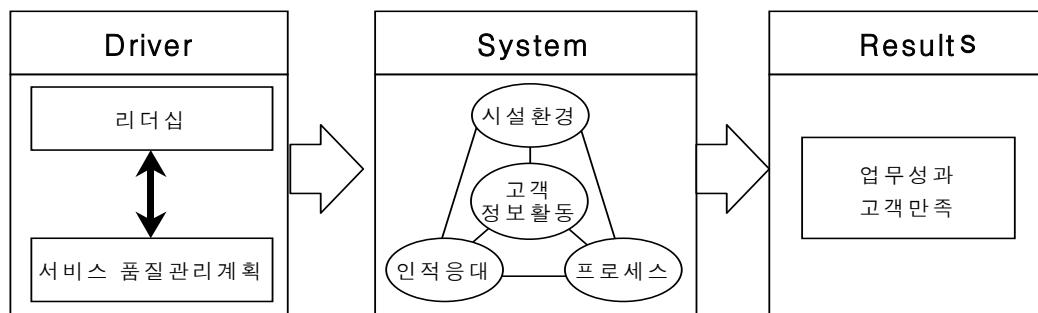 Driver
리더십
서비스 품질관리계획
System
시설환경
고객
정보활동
인적응대
프로세스
Results
업무성과
고객만족